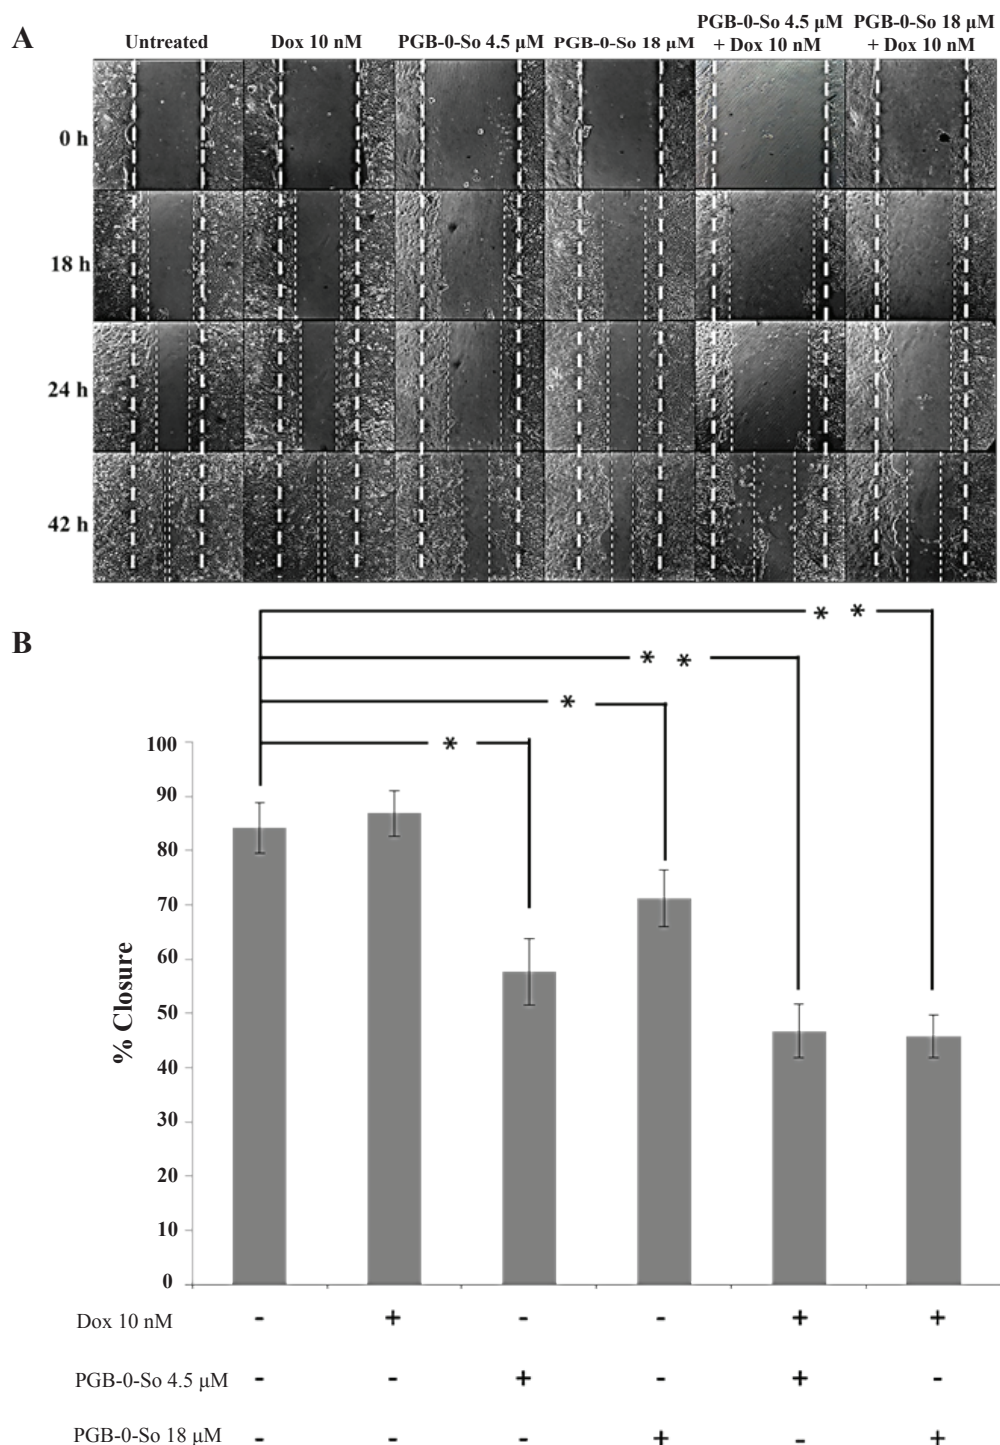 A
Untreated
Dox 10 nM
PGB-0-So 4.5 μM
PGB-0-So 18 μM
PGB-0-So 4.5 μM
+ Dox 10 nM
PGB-0-So 18 μM
+ Dox 10 nM
0 h
18 h
24 h
42 h
B
* *
* *
*
*
100
90
80
70
60
50
40
30
20
10
0
% Closure
Dox 10 nM - + - - + +
PGB-0-So 4.5 μM - - + - + -
PGB-0-So 18 μM - - - + - +